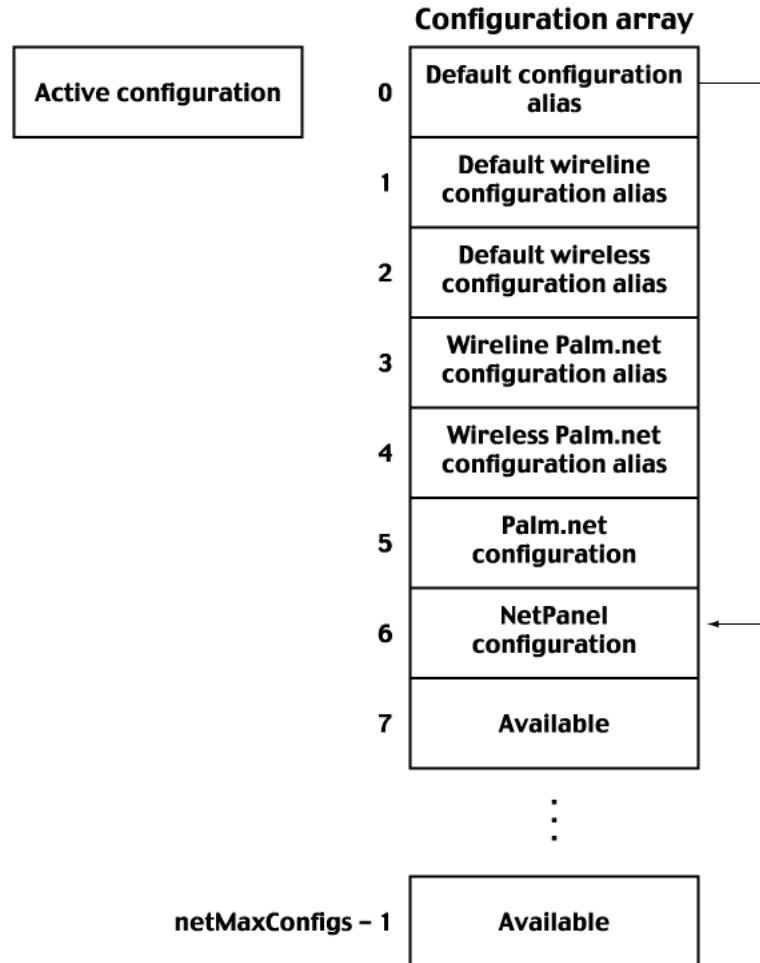 Configuration array
Active configuration
0
Default configuration
alias
1
Default wireline
configuration alias
2
Default wireless
configuration alias
3
Wireline Palm.net
configuration alias
4
Wireless Palm.net
configuration alias
5
Palm.net
configuration
6
NetPanel
configuration
7
Available
netMaxConfigs – 1
Available